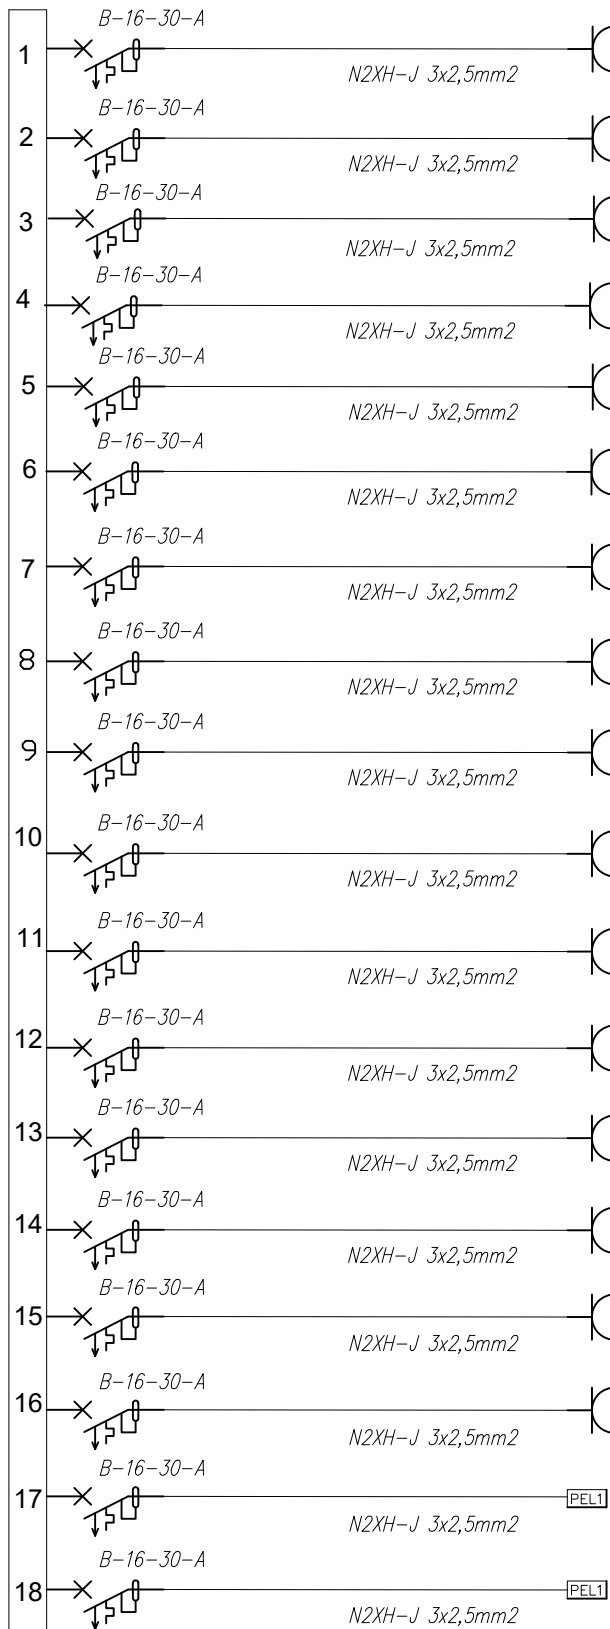 B-16-30-A
1
N2XH-J 3x2,5mm2
B-16-30-A
2
N2XH-J 3x2,5mm2
B-16-30-A
3
N2XH-J 3x2,5mm2
B-16-30-A
4
N2XH-J 3x2,5mm2
B-16-30-A
5
N2XH-J 3x2,5mm2
B-16-30-A
6
N2XH-J 3x2,5mm2
B-16-30-A
7
N2XH-J 3x2,5mm2
B-16-30-A
8
N2XH-J 3x2,5mm2
B-16-30-A
9
N2XH-J 3x2,5mm2
B-16-30-A
10
N2XH-J 3x2,5mm2
B-16-30-A
11
N2XH-J 3x2,5mm2
B-16-30-A
12
N2XH-J 3x2,5mm2
B-16-30-A
13
N2XH-J 3x2,5mm2
B-16-30-A
14
N2XH-J 3x2,5mm2
B-16-30-A
15
N2XH-J 3x2,5mm2
B-16-30-A
16
N2XH-J 3x2,5mm2
B-16-30-A
17 PEL1
N2XH-J 3x2,5mm2
B-16-30-A
18 PEL1
N2XH-J 3x2,5mm2